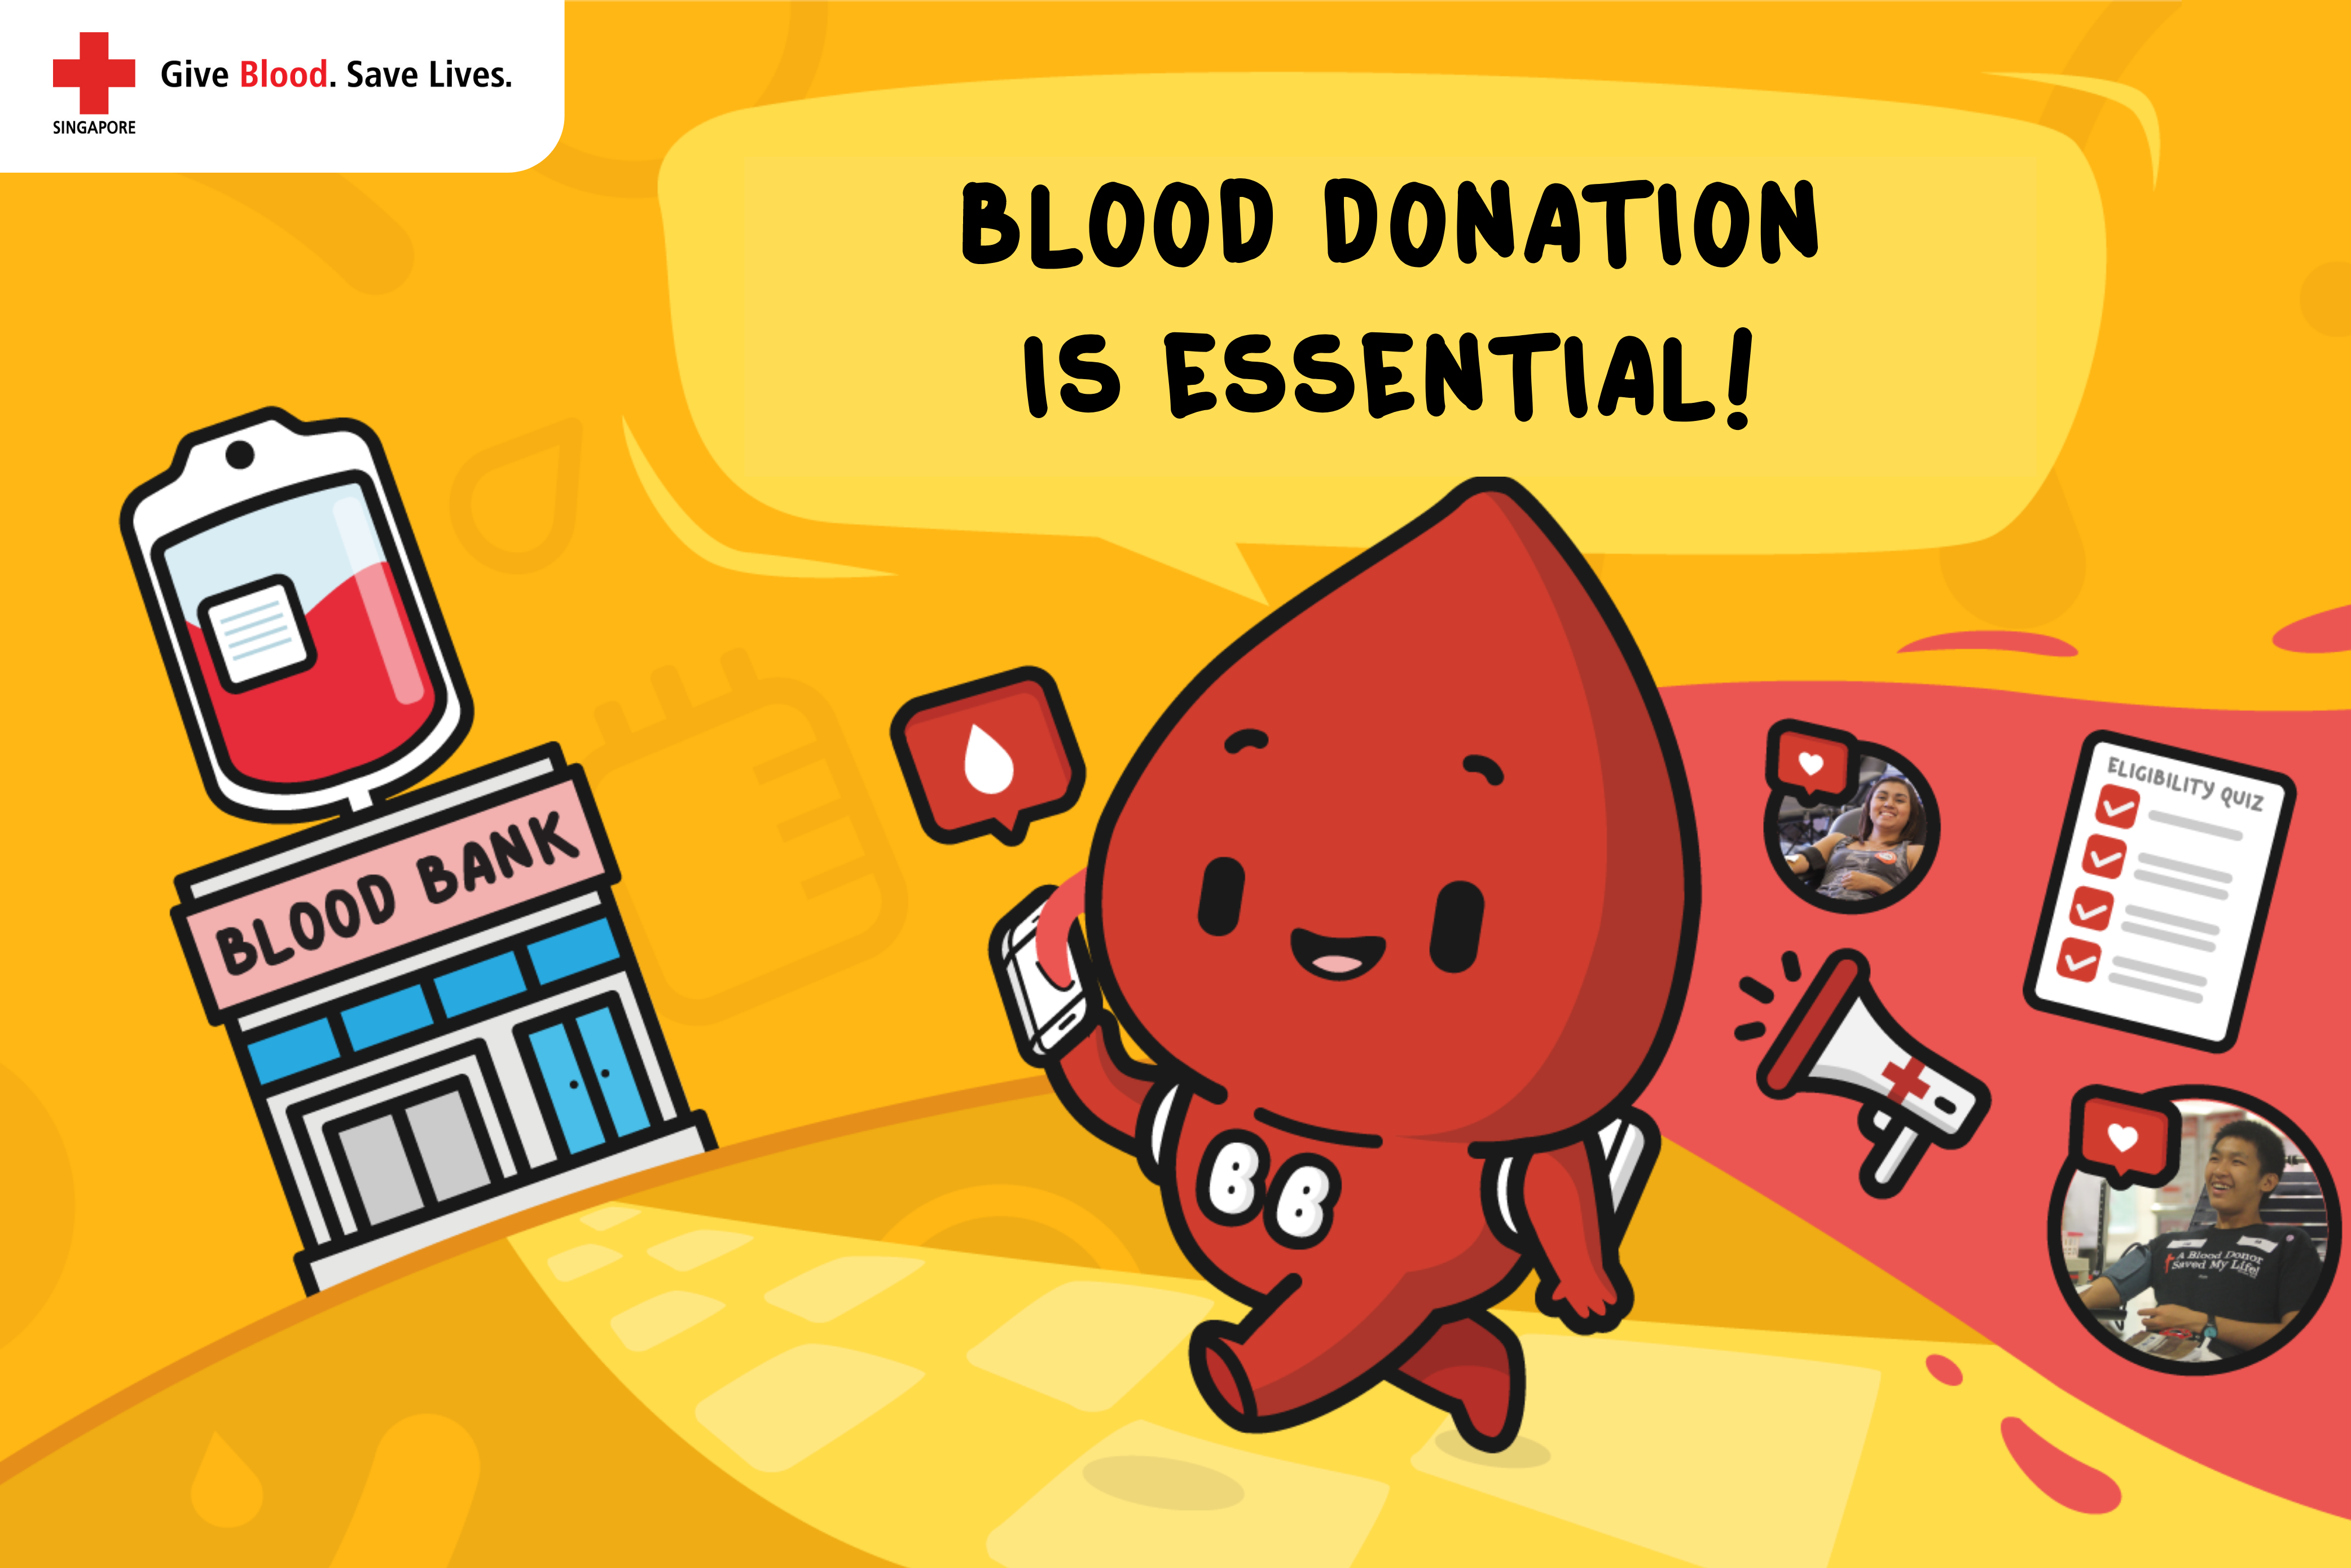 Give Blood. Save Lives.
SINGAPORE
BLOOD DONATION
IS ESSENTIAL!
BLOOD BANK
ELIGIBILITY QUIZ
BB
A Blood Donor
Saved My Life!